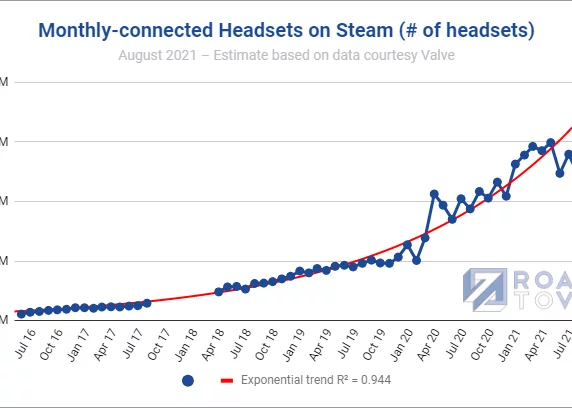 Monthly-connected Headsets on Steam (# of headsets)
August 2021 – Estimate based on data courtesy Valve
M
M
M
M
M
ROA
TOV
Jul 16
Oct 16
Jan 17
Apr 17
Jul 17
Oct 17
Jan 18
Apr 18
Jul 18
Oct 18
Jan 19
Apr 19
Jul 19
Oct 19
Jan 20
Apr 20
Jul 20
Oct 20
Jan 21
Apr 21
Jul 21
Exponential trend R² = 0.944